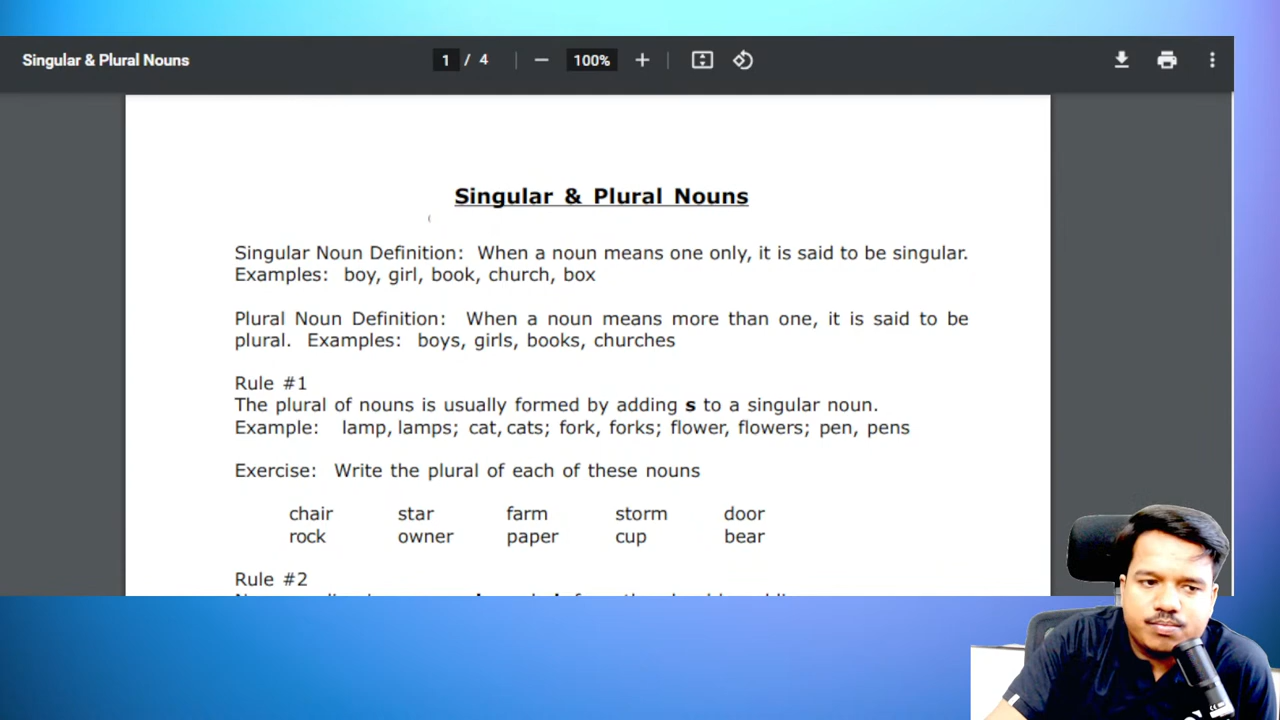 Singular & Plural Nouns
1 / 4
100%
Singular & Plural Nouns
Singular Noun Definition: When a noun means one only, it is said to be singular.
Examples: boy, girl, book, church, box
Plural Noun Definition: When a noun means more than one, it is said to be
plural. Examples: boys, girls, books, churches
Rule #1
The plural of nouns is usually formed by adding s to a singular noun.
Example: lamp, lamps; cat, cats; fork, forks; flower, flowers; pen, pens
Exercise: Write the plural of each of these nouns
chair star farm storm door
rock owner paper cup bear
Rule #2